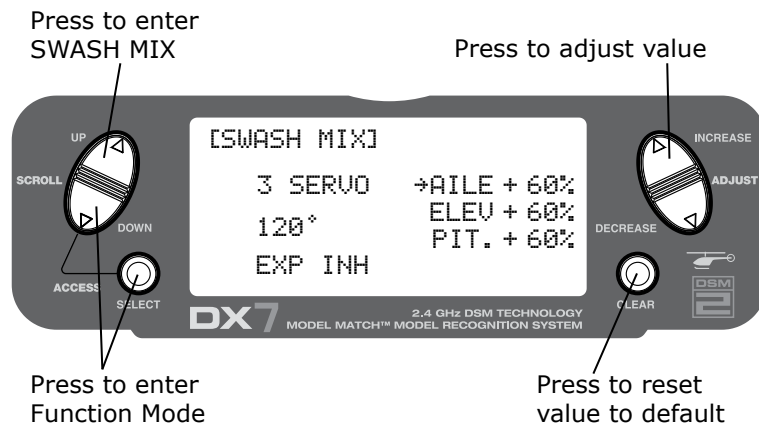 Press to enter
SWASH MIX
Press to adjust value
UP
SCROLL
DOWN
ACCESS
SELECT
[SWASH MIX]
3 SERVO
120°
EXP INH
→AILE + 60%
ELEV + 60%
PIT. + 60%
INCREASE
ADJUST
DECREASE
CLEAR
DSM
2
DX7
2.4 GHz DSM TECHNOLOGY
MODEL MATCH™ MODEL RECOGNITION SYSTEM
Press to enter
Function Mode
Press to reset
value to default